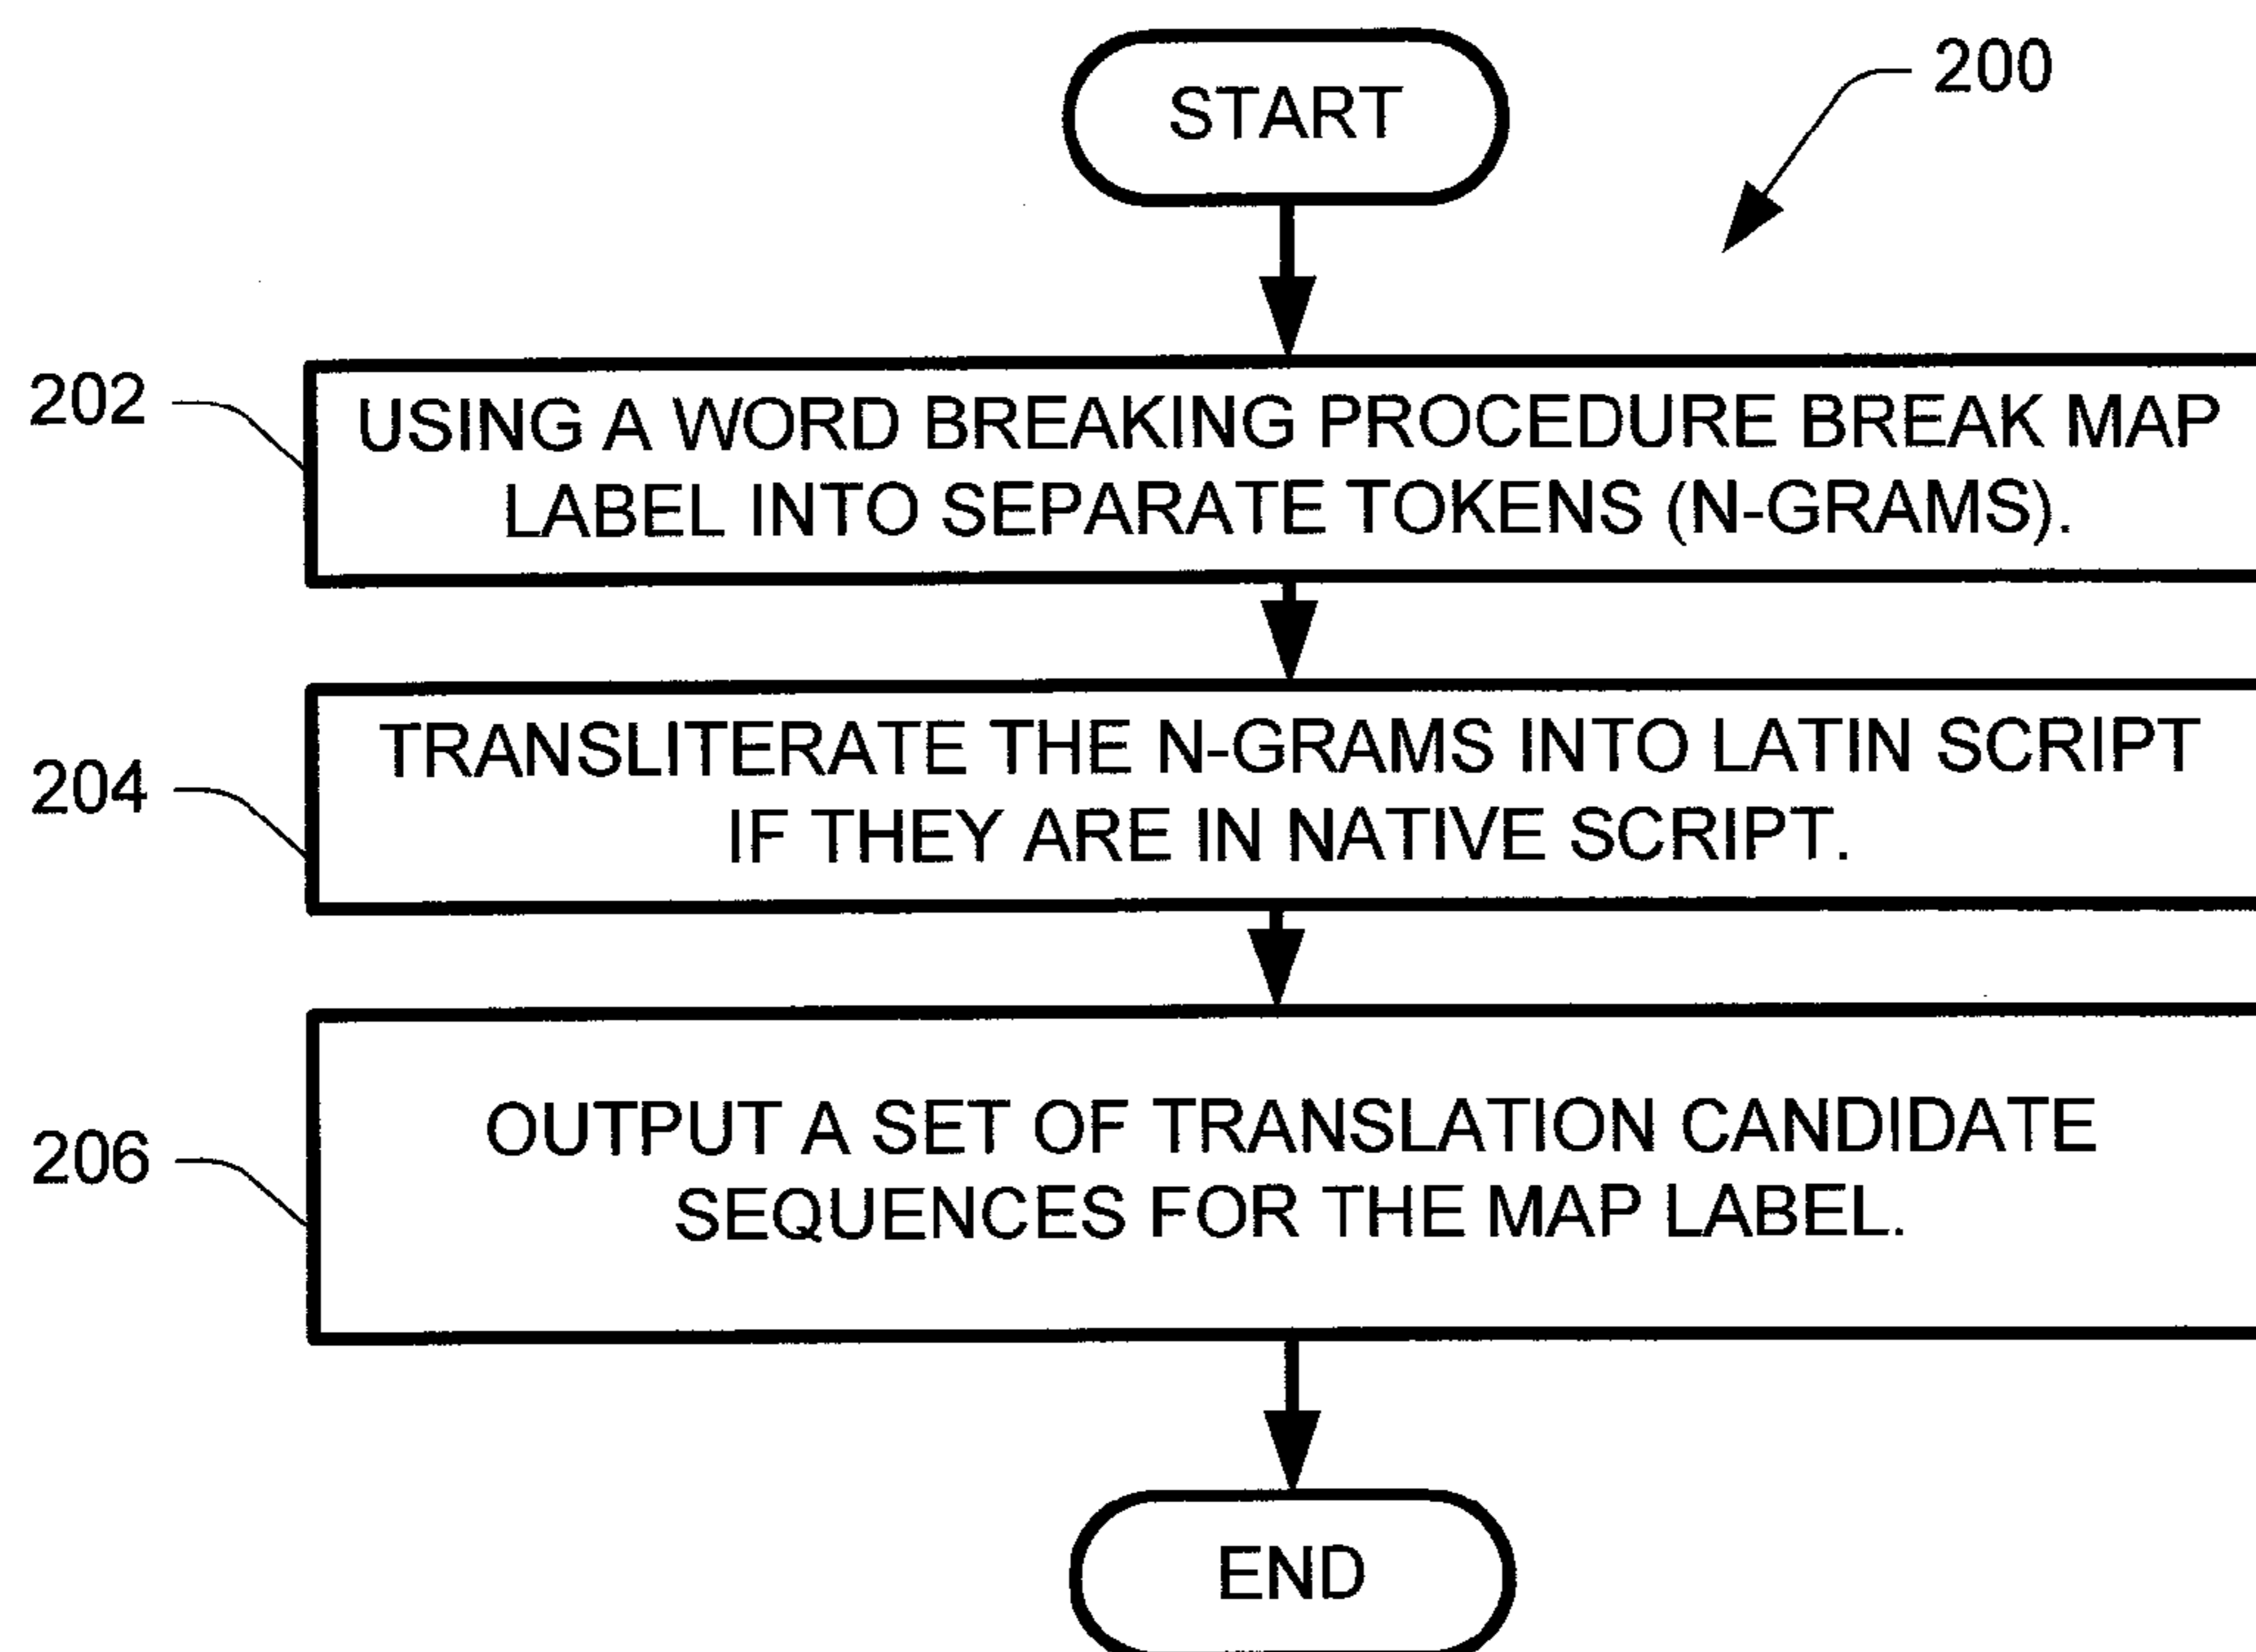 START
200
202
USING A WORD BREAKING PROCEDURE BREAK MAP
LABEL INTO SEPARATE TOKENS (N-GRAMS).
204
TRANSLITERATE THE N-GRAMS INTO LATIN SCRIPT
IF THEY ARE IN NATIVE SCRIPT.
206
OUTPUT A SET OF TRANSLATION CANDIDATE
SEQUENCES FOR THE MAP LABEL.
END